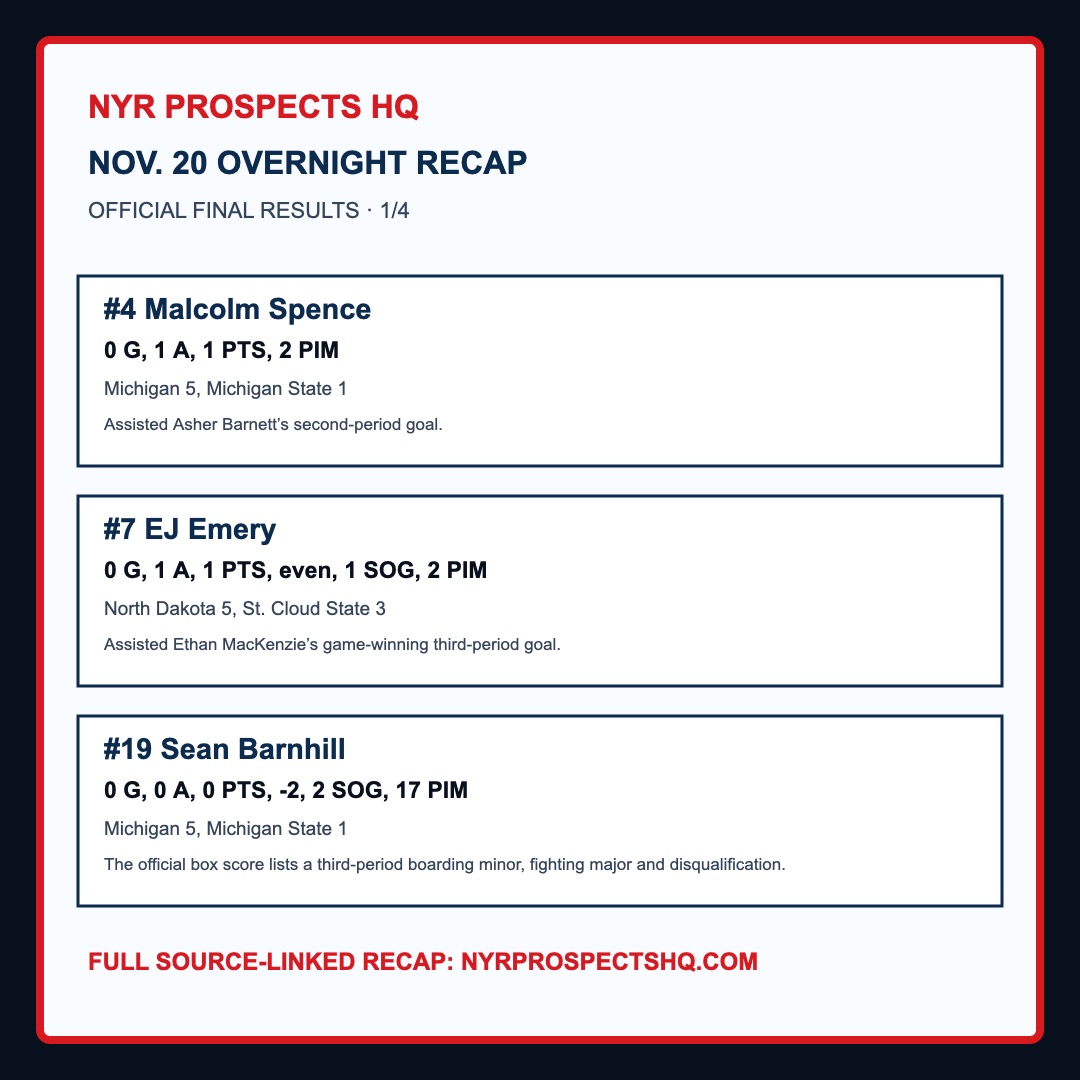 NYR PROSPECTS HQ
NOV. 20 OVERNIGHT RECAP
OFFICIAL FINAL RESULTS · 1/4
#4 Malcolm Spence
0 G, 1 A, 1 PTS, 2 PIM
Michigan 5, Michigan State 1
Assisted Asher Barnett’s second-period goal.
#7 EJ Emery
0 G, 1 A, 1 PTS, even, 1 SOG, 2 PIM
North Dakota 5, St. Cloud State 3
Assisted Ethan MacKenzie’s game-winning third-period goal.
#19 Sean Barnhill
0 G, 0 A, 0 PTS, -2, 2 SOG, 17 PIM
Michigan 5, Michigan State 1
The official box score lists a third-period boarding minor, fighting major and disqualification.
FULL SOURCE-LINKED RECAP: NYRPROSPECTSHQ.COM